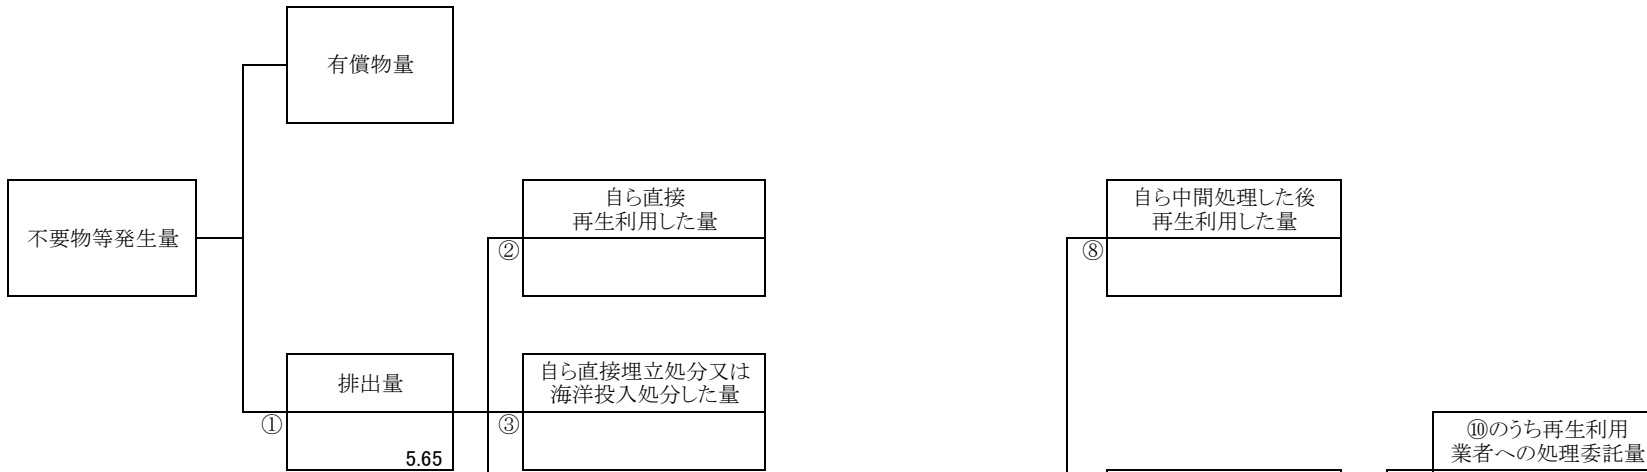 有償物量
不要物等発生量
自ら直接
再生利用した量
②
自ら中間処理した後
再生利用した量
⑧
排出量
①
5.65
自ら直接埋立処分又は
海洋投入処分した量
③
⑩のうち再生利用
業者への処理委託量